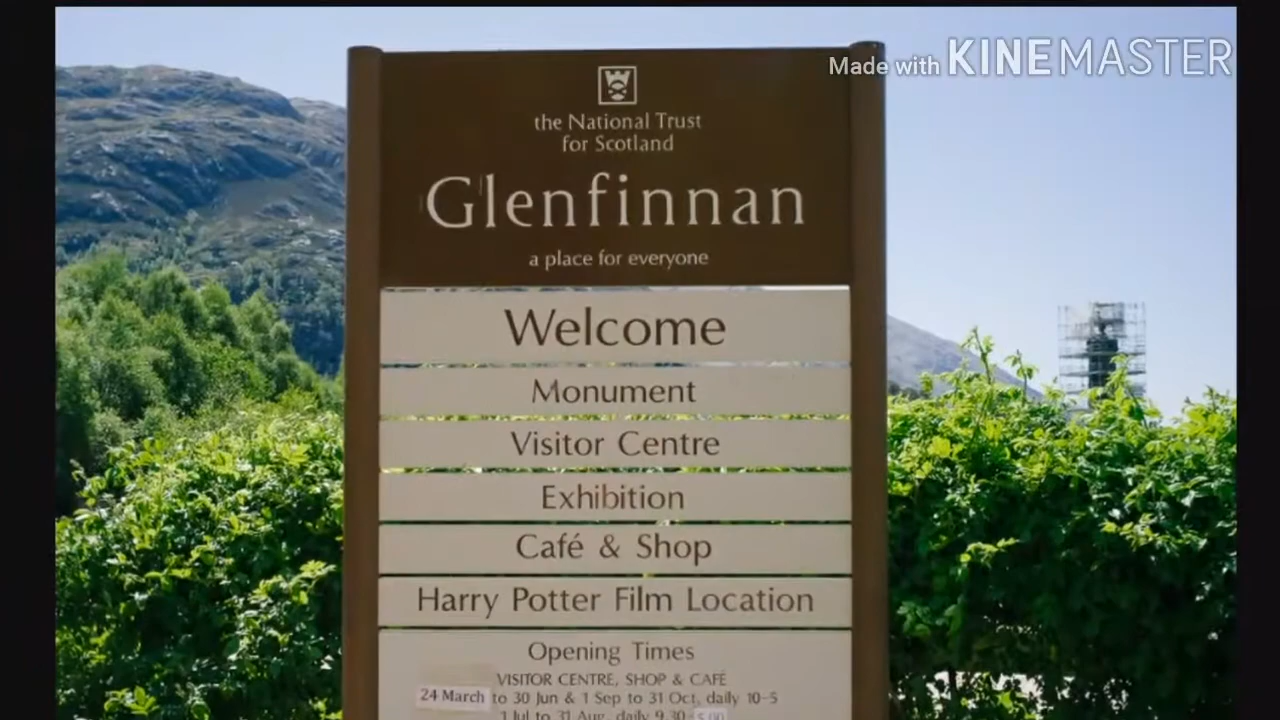 Made with KINEMASTER
the National Trust
for Scotland
Glenfinnan
a place for everyone
Welcome
Monument
Visitor Centre
Exhibition
Café & Shop
Harry Potter Film Location
Opening Times
VISITOR CENTRE, SHOP & CAFÉ
24 March to 30 Jun & 1 Sep to 31 Oct, daily 10–5
1 Jul to 31 Aug, daily 9.30–5.00